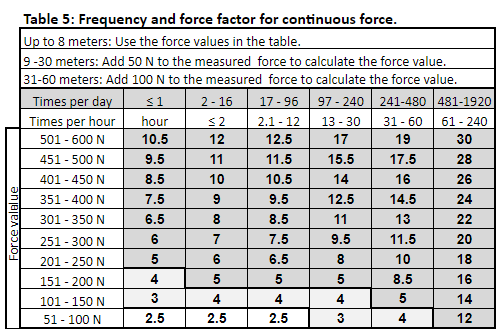 Table 5: Frequency and force factor for continuous force.
Up to 8 meters: Use the force values in the table.
9 -30 meters: Add 50 N to the measured force to calculate the force value.
31-60 meters: Add 100 N to the measured force to calculate the force value.
Times per day ≤ 1 2 - 16 17 - 96 97 - 240 241-480 481-1920
Times per hour hour ≤ 2 2.1 - 12 13 - 30 31 - 60 61 - 240
Force valalue
501 - 600 N 10.5 12 12.5 17 19 30
451 - 500 N 9.5 11 11.5 15.5 17.5 28
401 - 450 N 8.5 10 10.5 14 16 26
351 - 400 N 7.5 9 9.5 12.5 14.5 24
301 - 350 N 6.5 8 8.5 11 13 22
251 - 300 N 6 7 7.5 9.5 11.5 20
201 - 250 N 5 6 6.5 8 10 18
151 - 200 N 4 5 5 5 8.5 16
101 - 150 N 3 4 4 4 5 14
51 - 100 N 2.5 2.5 2.5 3 4 12